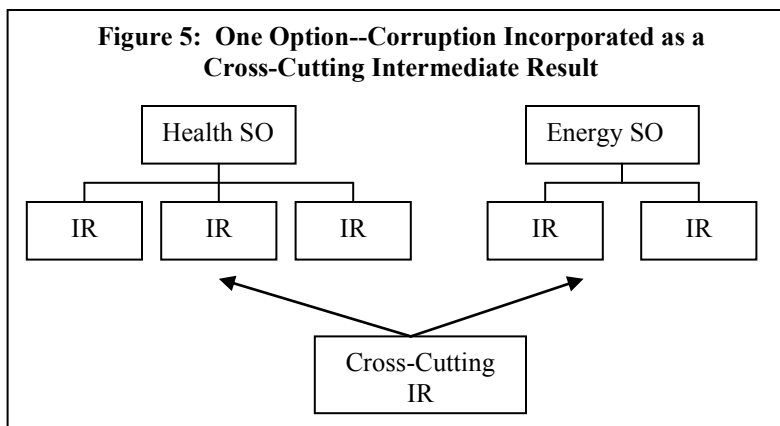 Figure 5:  One Option--Corruption Incorporated as a
Cross-Cutting Intermediate Result
Health SO
Energy SO
IR
IR
IR
IR
IR
Cross-Cutting
IR